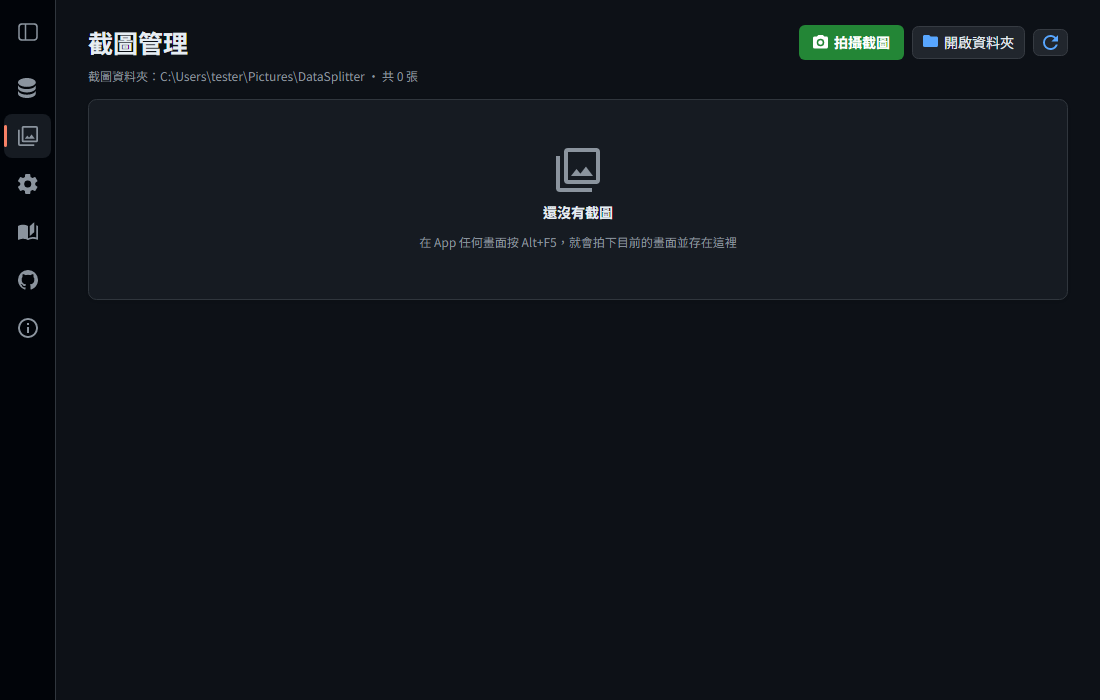 截圖管理
拍攝截圖
開啟資料夾
截圖資料夾：C:\Users\tester\Pictures\DataSplitter • 共 0 張
還沒有截圖
在 App 任何畫面按 Alt+F5，就會拍下目前的畫面並存在這裡